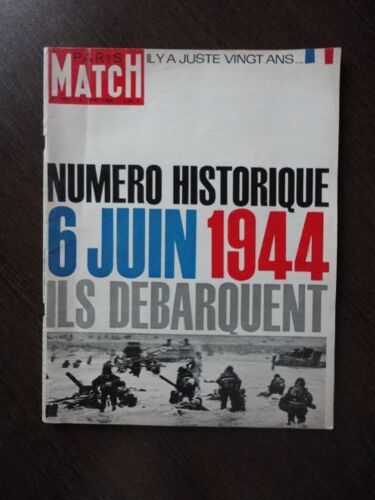 PARIS
MATCH
IL Y A JUSTE VINGT ANS...
NUMERO HISTORIQUE
6 JUIN 1944
ILS DEBARQUENT